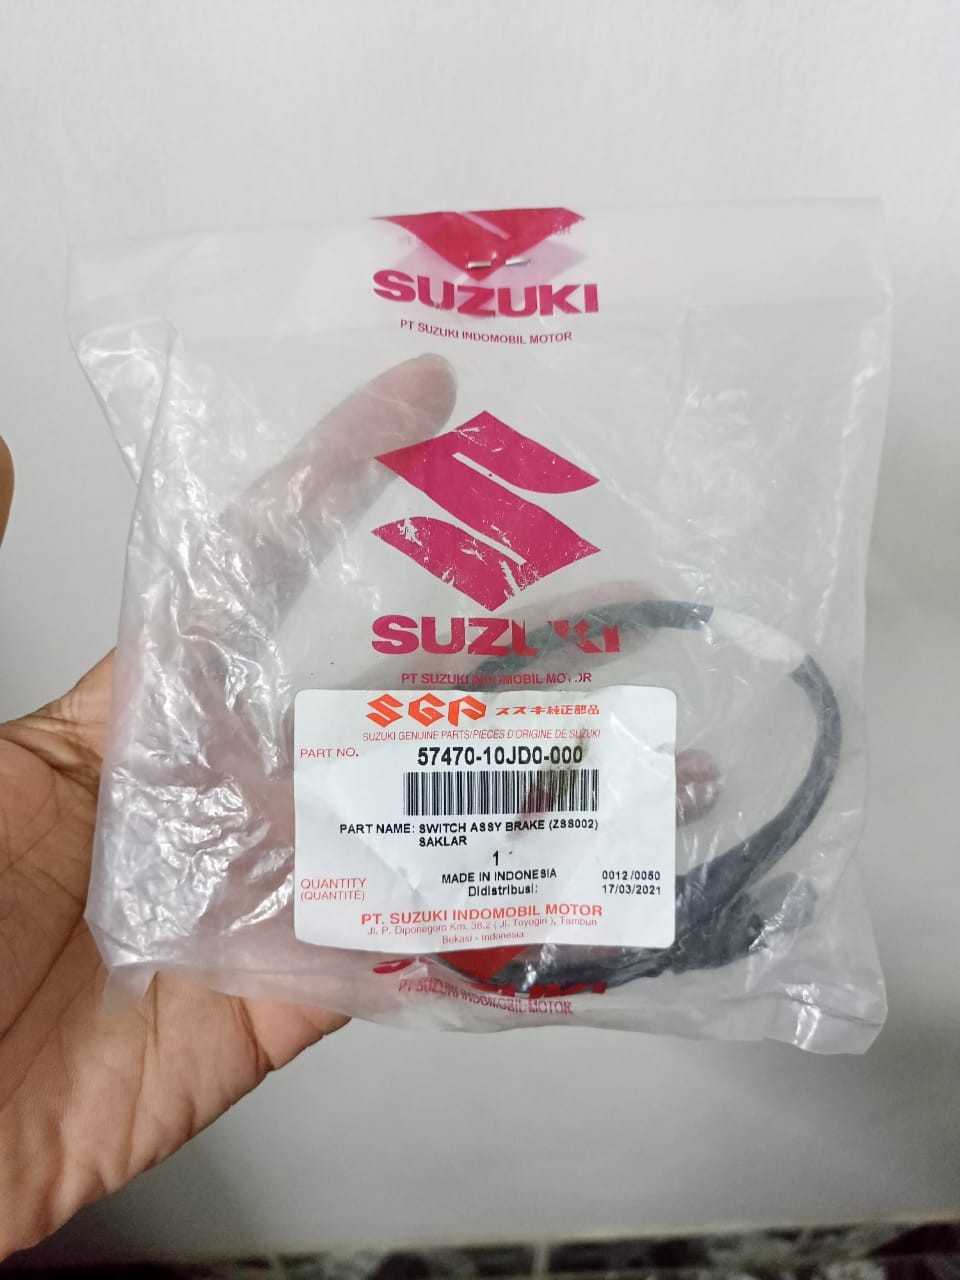 SUZUKI
PT SUZUKI INDOMOBIL MOTOR
SUZUKI
PT SUZUKI INDOMOBIL MOTOR
SGP スズキ純正部品
SUZUKI GENUINE PARTS/PIECES D'ORIGINE DE SUZUKI
PART NO. 57470-10JD0-000
PART NAME: SWITCH ASSY BRAKE (ZSS002)
SAKLAR
1
QUANTITY
(QUANTITÉ)
MADE IN INDONESIA 0012/0050
Didistribusi: 17/03/2021
PT. SUZUKI INDOMOBIL MOTOR
Jl. P. Diponegoro Km. 38.2 ( Jl. Toyogiri ), Tambun
Bekasi - Indonesia
PT SUZUKI INDOMOBIL MOTOR